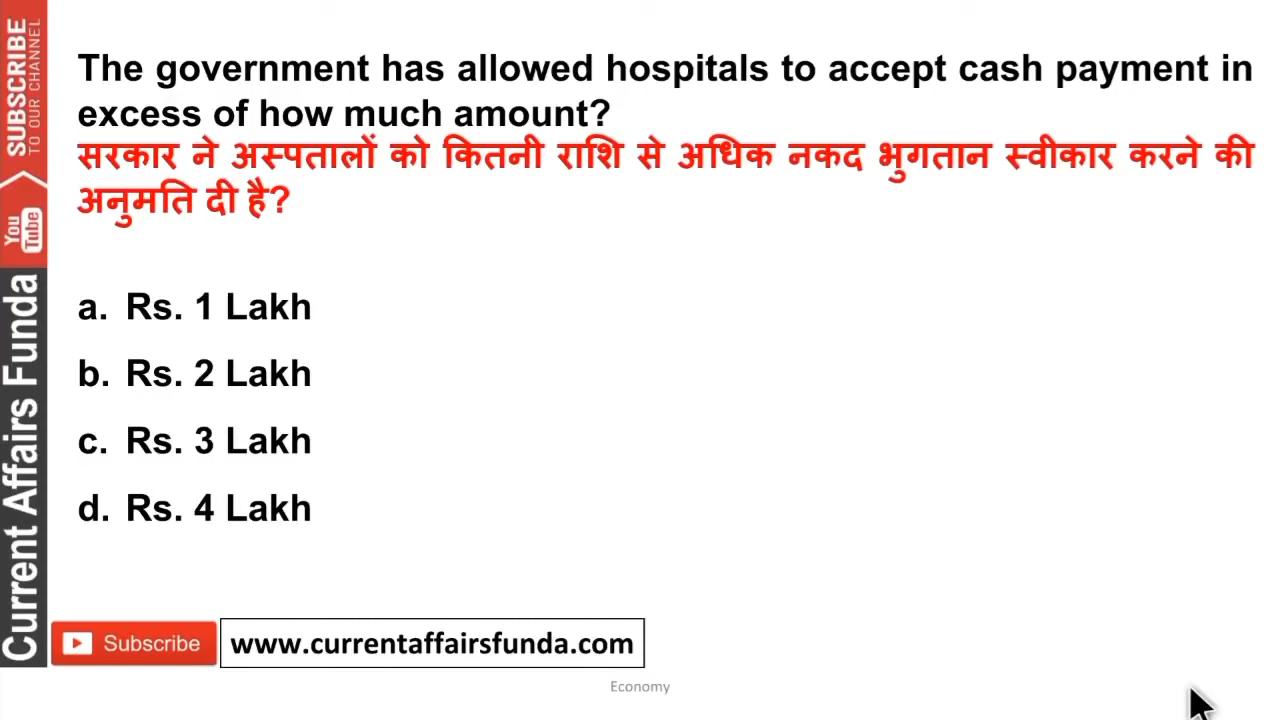 The government has allowed hospitals to accept cash payment in
excess of how much amount?
सरकार ने अस्पतालों को कितनी राशि से अधिक नकद भुगतान स्वीकार करने की
अनुमति दी है?
a. Rs. 1 Lakh
b. Rs. 2 Lakh
c. Rs. 3 Lakh
d. Rs. 4 Lakh
SUBSCRIBE
TO OUR CHANNEL
You
Tube
Current Affairs Funda
Subscribe
www.currentaffairsfunda.com
Economy